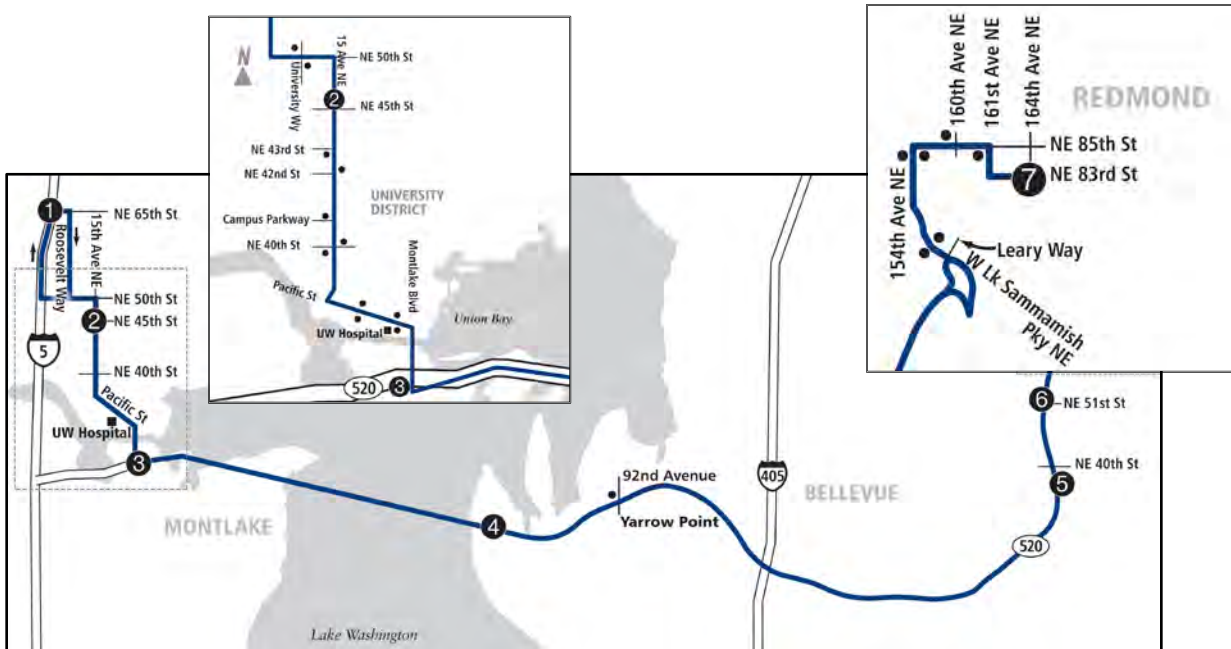 N
15 Ave NE
University Wy
NE 50th St
2
NE 45th St
NE 43rd St
NE 42nd St
UNIVERSITY
DISTRICT
Campus Parkway
NE 40th St
Montlake Blvd
Pacific St
UW Hospital
Union Bay
520
3
160th Ave NE
161st Ave NE
164th Ave NE
REDMOND
NE 85th St
7
NE 83rd St
154th Ave NE
Leary Way
W Lk Sammamish
Pky NE
1
NE 65th St
Roosevelt Way
15th Ave NE
NE 50th St
2
NE 45th St
5
NE 40th St
Pacific St
UW Hospital
3
MONTLAKE
4
92nd Avenue
Yarrow Point
405
BELLEVUE
6
NE 51st St
NE 40th St
5
520
Lake Washington